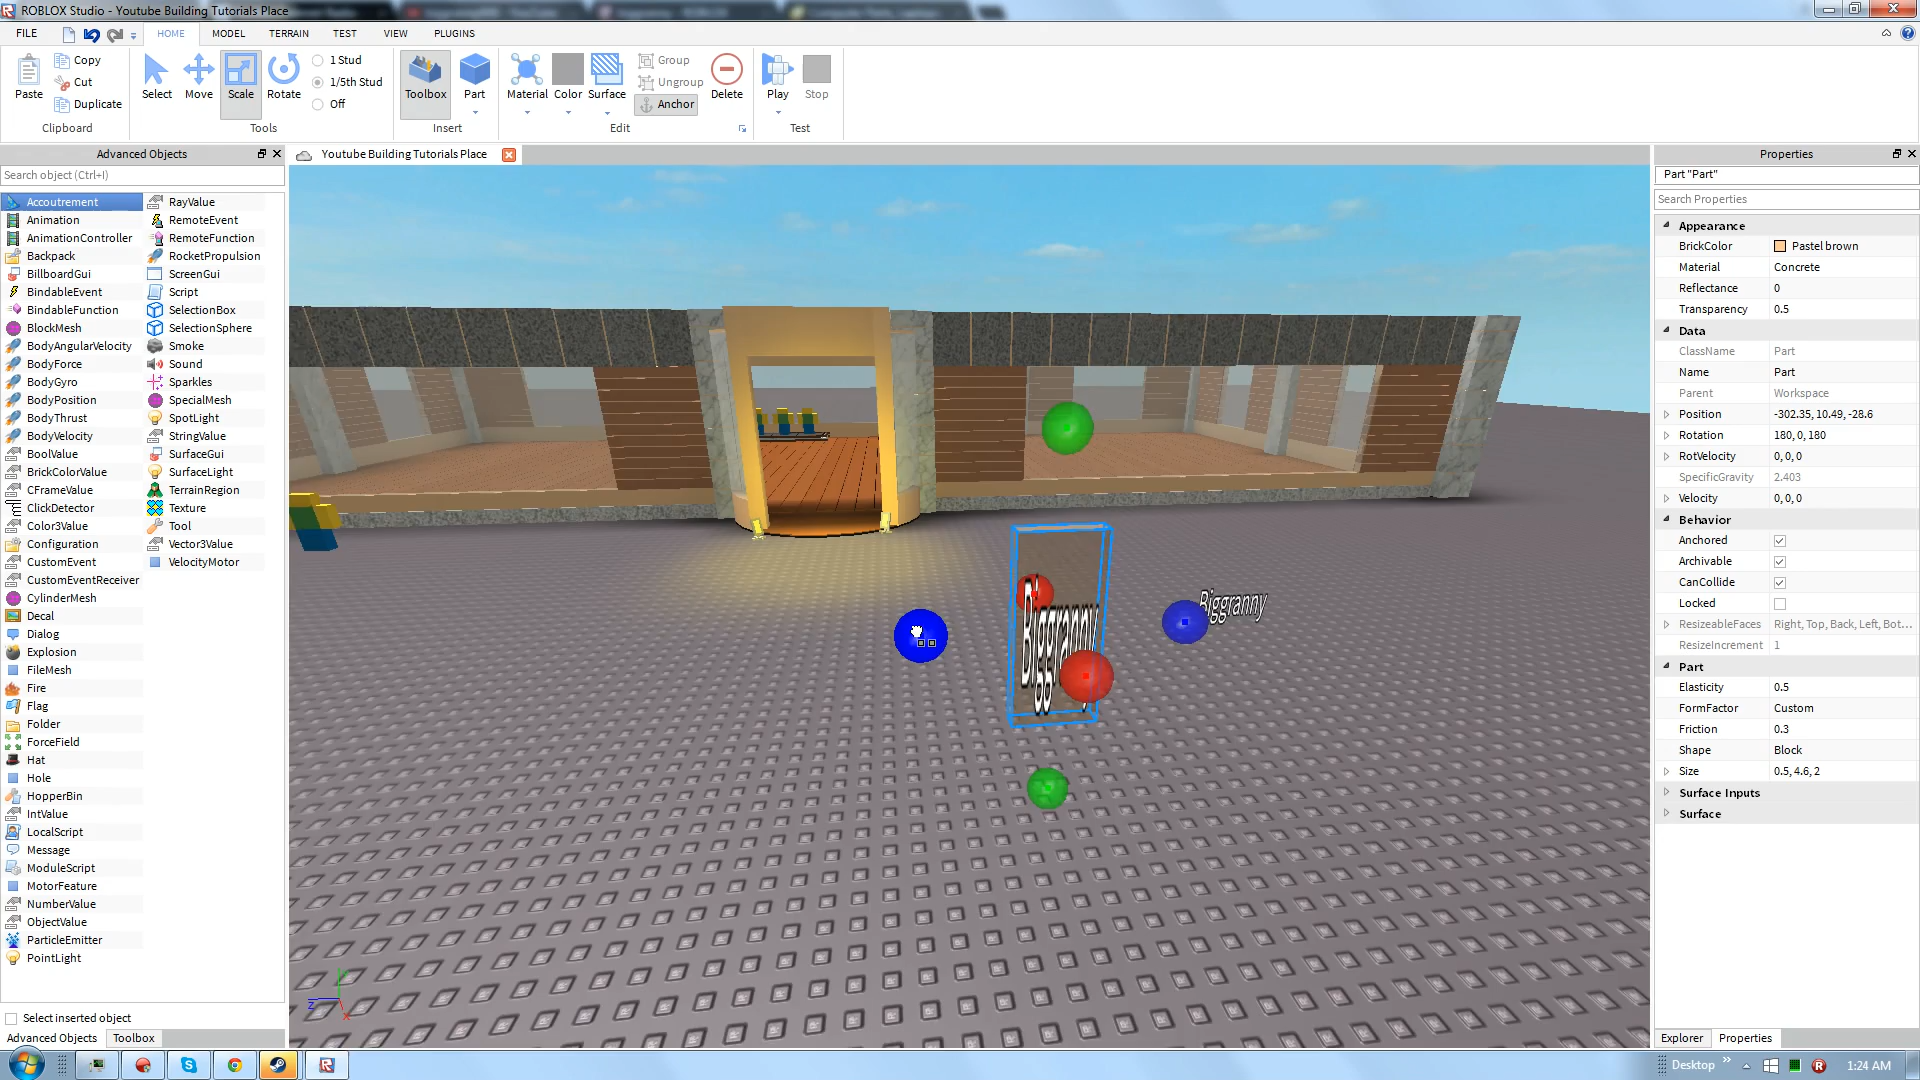 ROBLOX Studio - Youtube Building Tutorials Place
FILE
HOME
MODEL
TERRAIN
TEST
VIEW
PLUGINS
Paste
Copy
Cut
Duplicate
Clipboard
Select
Move
Scale
Rotate
1 Stud
1/5th Stud
Off
Tools
Toolbox
Part
Insert
Material
Color
Surface
Group
Ungroup
Anchor
Delete
Edit
Play
Stop
Test
Advanced Objects
Search object (Ctrl+I)
Accoutrement
Animation
AnimationController
Backpack
BillboardGui
BindableEvent
BindableFunction
BlockMesh
BodyAngularVelocity
BodyForce
BodyGyro
BodyPosition
BodyThrust
BodyVelocity
BoolValue
BrickColorValue
CFrameValue
ClickDetector
Color3Value
Configuration
CustomEvent
CustomEventReceiver
CylinderMesh
Decal
Dialog
Explosion
FileMesh
Fire
Flag
Folder
ForceField
Hat
Hole
HopperBin
IntValue
LocalScript
Message
ModuleScript
MotorFeature
NumberValue
ObjectValue
ParticleEmitter
PointLight
RayValue
RemoteEvent
RemoteFunction
RocketPropulsion
ScreenGui
Script
SelectionBox
SelectionSphere
Smoke
Sound
Sparkles
SpecialMesh
SpotLight
StringValue
SurfaceGui
SurfaceLight
TerrainRegion
Texture
Tool
Vector3Value
VelocityMotor
Select inserted object
Advanced Objects
Toolbox
Youtube Building Tutorials Place
Biggranny
Biggranny
z
x
Properties
Part "Part"
Search Properties
Appearance
BrickColor Pastel brown
Material Concrete
Reflectance 0
Transparency 0.5
Data
ClassName Part
Name Part
Parent Workspace
Position -302.35, 10.49, -28.6
Rotation 180, 0, 180
RotVelocity 0, 0, 0
SpecificGravity 2.403
Velocity 0, 0, 0
Behavior
Anchored
Archivable
CanCollide
Locked
ResizeableFaces Right, Top, Back, Left, Bot...
ResizeIncrement 1
Part
Elasticity 0.5
FormFactor Custom
Friction 0.3
Shape Block
Size 0.5, 4.6, 2
Surface Inputs
Surface
Explorer
Properties
Desktop
1:24 AM